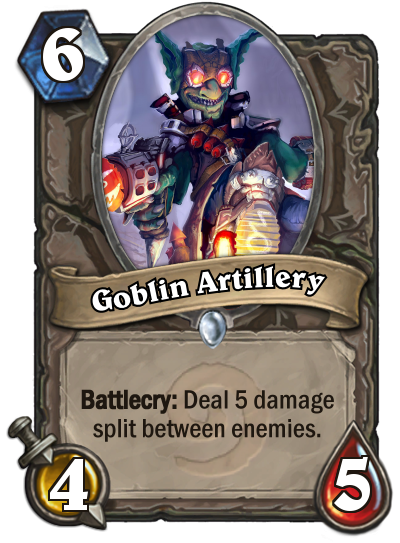 6
Goblin Artillery
Battlecry: Deal 5 damage
split between enemies.
4
5